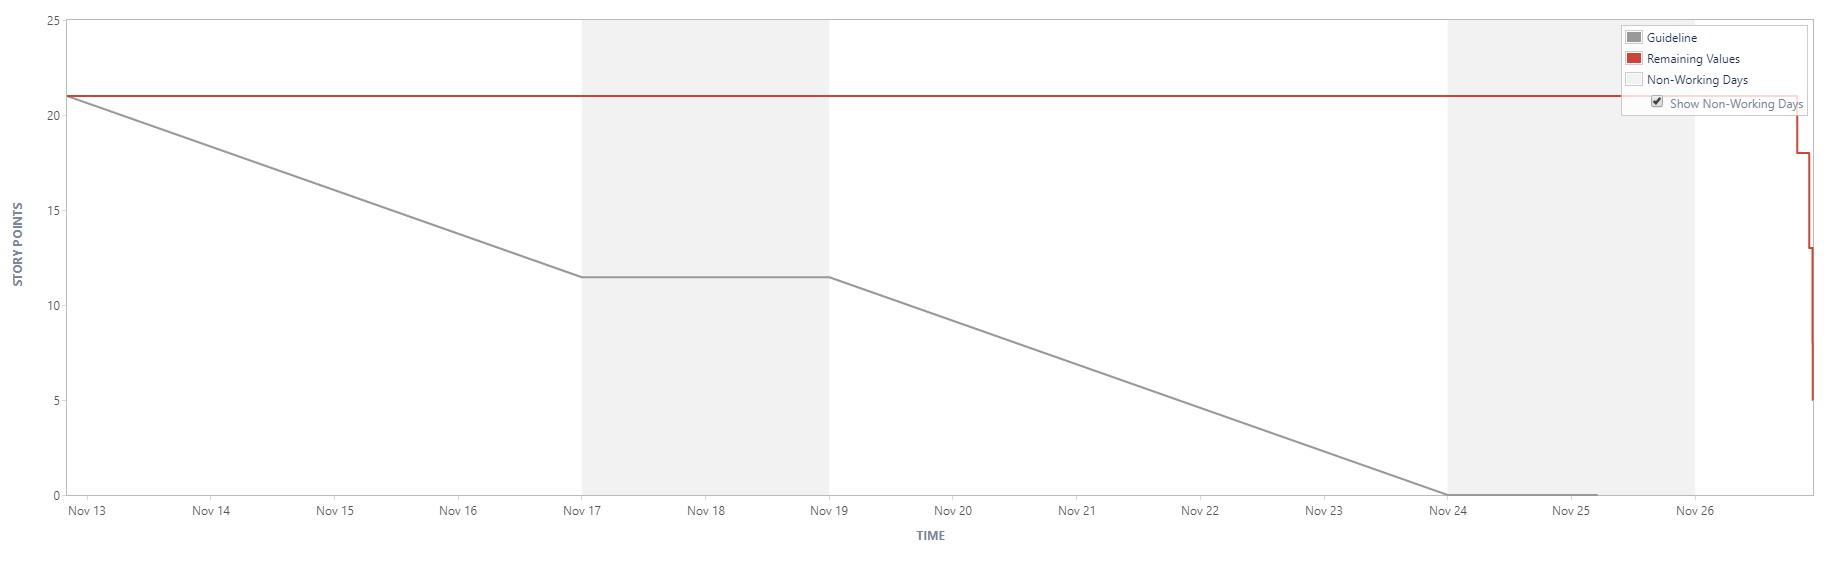 25
20
15
10
5
0
STORY POINTS
Guideline
Remaining Values
Non-Working Days
Show Non-Working Days
Nov 13 Nov 14 Nov 15 Nov 16 Nov 17 Nov 18 Nov 19 Nov 20 Nov 21 Nov 22 Nov 23 Nov 24 Nov 25 Nov 26
TIME